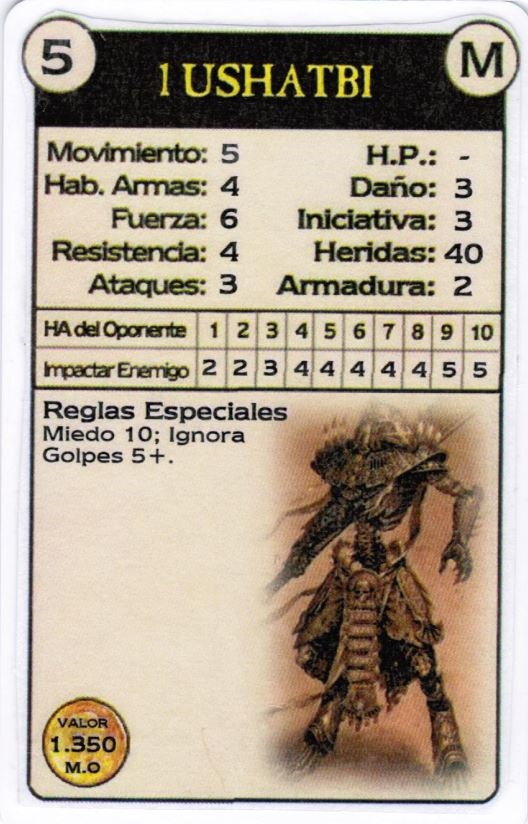 5
M
1 USHATBI
Movimiento: 5 H.P.: -
Hab. Armas: 4 Daño: 3
Fuerza: 6 Iniciativa: 3
Resistencia: 4 Heridas: 40
Ataques: 3 Armadura: 2
HA del Oponente 1 2 3 4 5 6 7 8 9 10
Impactar Enemigo 2 2 3 4 4 4 4 4 5 5
Reglas Especiales
Miedo 10; Ignora
Golpes 5+.
VALOR
1.350
M.O